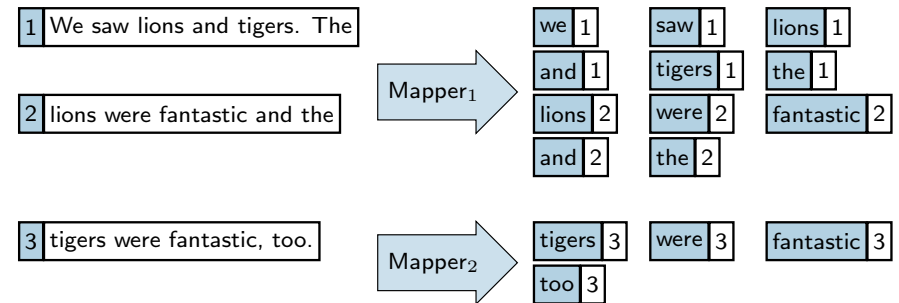 1 We saw lions and tigers. The
we 1 saw 1 lions 1
and 1 tigers 1 the 1
Mapper₁
2 lions were fantastic and the
lions 2 were 2 fantastic 2
and 2 the 2
3 tigers were fantastic, too.
tigers 3 were 3 fantastic 3
Mapper₂
too 3